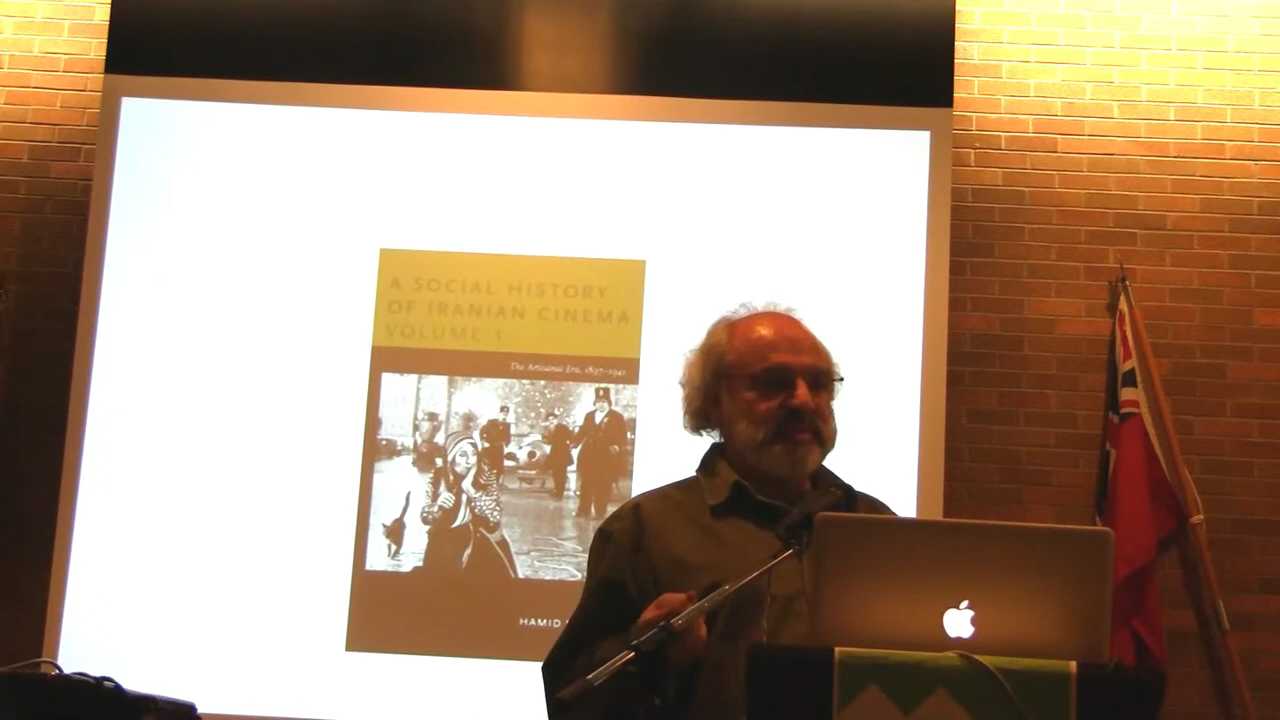 A SOCIAL HISTORY
OF IRANIAN CINEMA
VOLUME 1
The Artisanal Era, 1897–1941
HAMID